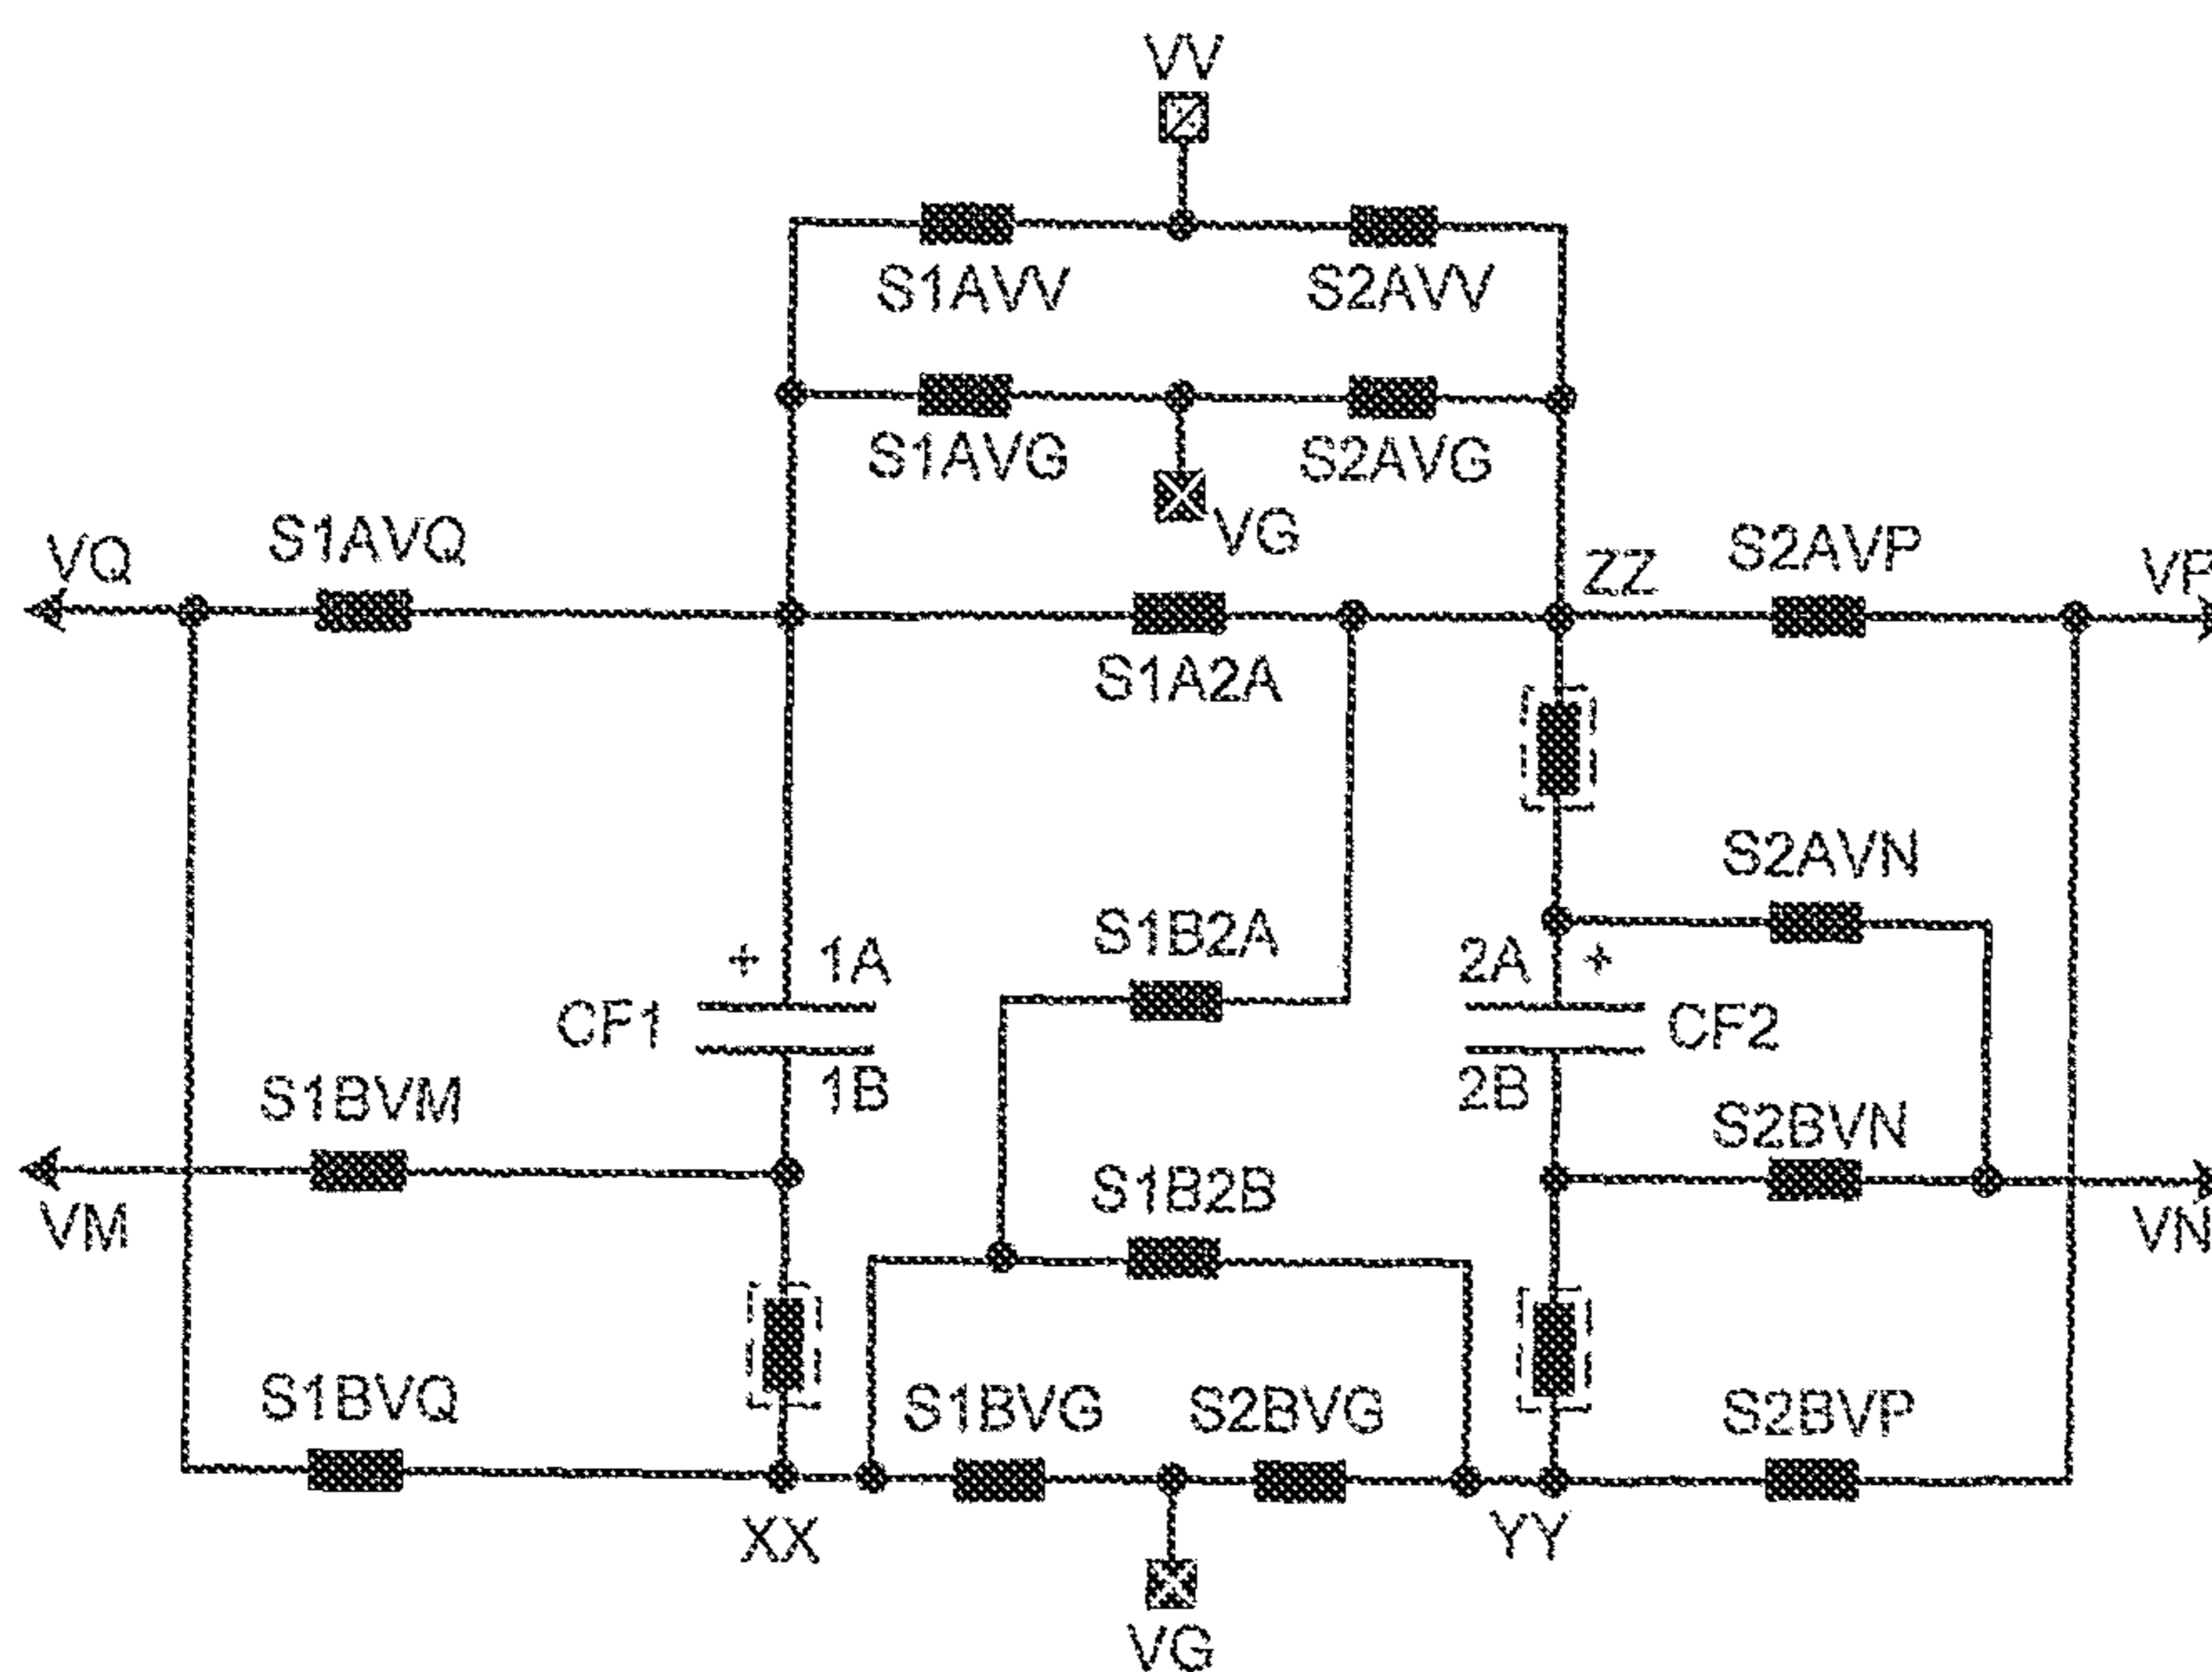 VV
S1AVV S2AVV
S1AVG S2AVG
VG
VQ S1AVQ ZZ S2AVP VP
S1A2A
S2AVN
S1B2A
+ 1A 2A +
CF1 CF2
1B 2B
S1BVM S2BVN
S1B2B
VM VN
S1BVQ S1BVG S2BVG S2BVP
XX YY
VG